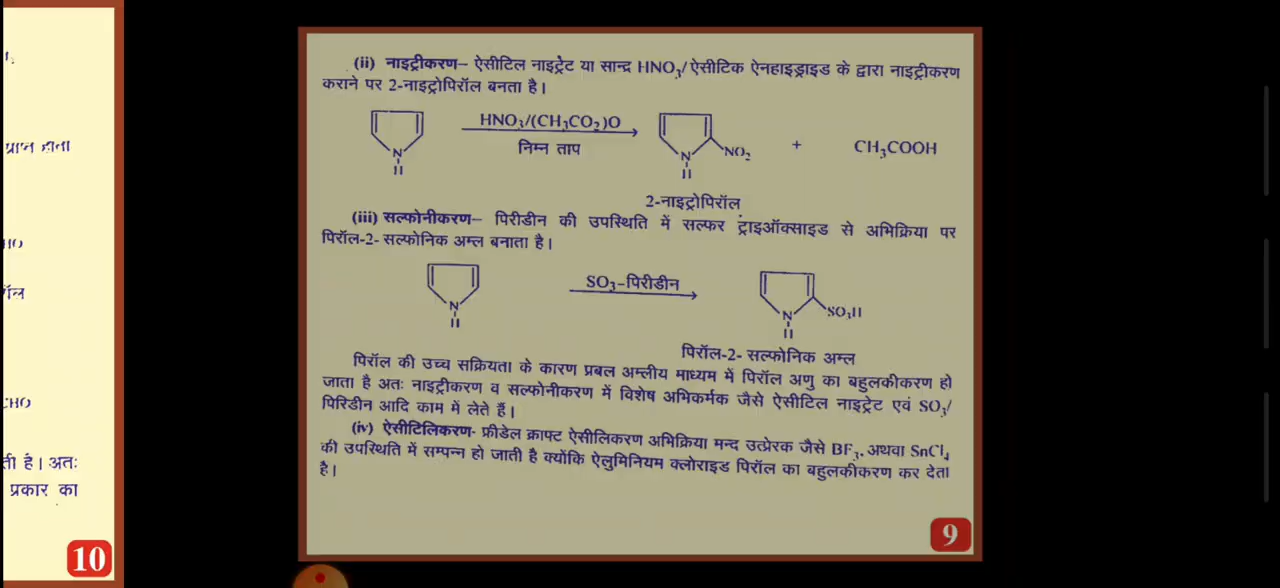 प्राप्त होता
HO
रॉल
CHO
ती है। अतः
प्रकार का
10
(ii) नाइट्रीकरण– ऐसीटिल नाइट्रेट या सान्द्र HNO₃/ऐसीटिक ऐनहाइड्राइड के द्वारा नाइट्रीकरण
कराने पर 2-नाइट्रोपिरॉल बनता है।
HNO₃/(CH₃CO₂)O
निम्न ताप
N
H
N
H
NO₂
+
CH₃COOH
2-नाइट्रोपिरॉल
(iii) सल्फोनीकरण– पिरीडीन की उपस्थिति में सल्फर ट्राइऑक्साइड से अभिक्रिया पर
पिरॉल-2- सल्फोनिक अम्ल बनाता है।
SO₃–पिरीडीन
N
H
N
H
SO₃H
पिरॉल-2- सल्फोनिक अम्ल
पिरॉल की उच्च सक्रियता के कारण प्रबल अम्लीय माध्यम में पिरॉल अणु का बहुलकीकरण हो
जाता है अतः नाइट्रीकरण व सल्फोनीकरण में विशेष अभिकर्मक जैसे ऐसीटिल नाइट्रेट एवं SO₃/
पिरिडीन आदि काम में लेते हैं।
(iv) ऐसीटिलिकरण- फ्रीडेल क्राफ्ट ऐसीलिकरण अभिक्रिया मन्द उत्प्रेरक जैसे BF₃, अथवा SnCl₄
की उपस्थिति में सम्पन्न हो जाती है क्योंकि ऐलुमिनियम क्लोराइड पिरॉल का बहुलकीकरण कर देता
है।
9